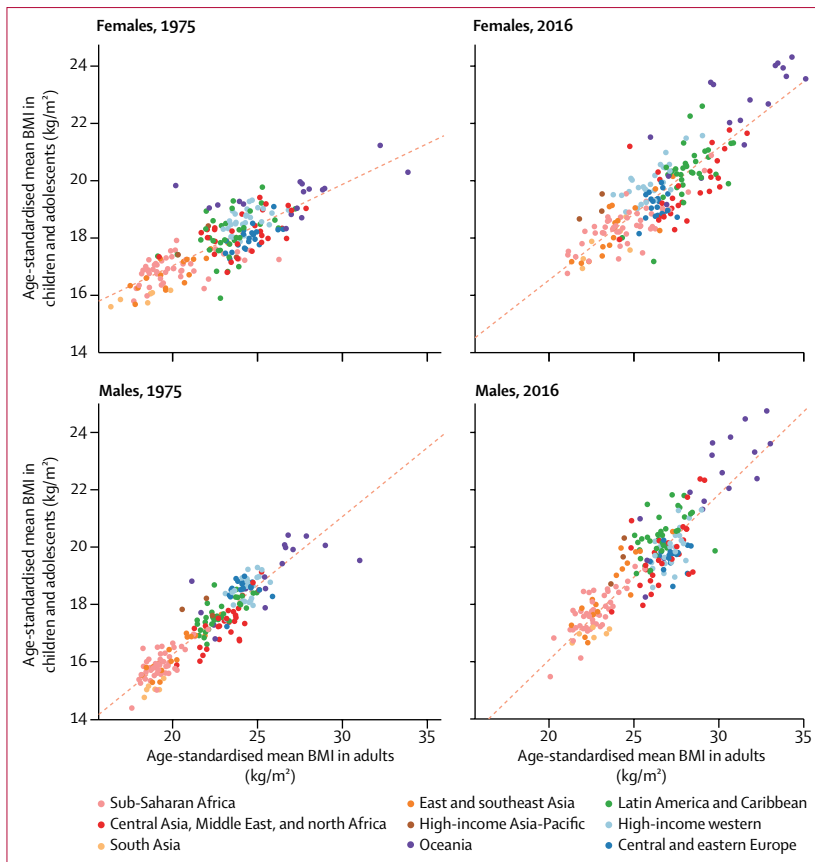 Females, 1975
Females, 2016
24
22
20
18
16
14
Age-standardised mean BMI in
children and adolescents (kg/m²)
Males, 1975
Males, 2016
24
22
20
18
16
14
Age-standardised mean BMI in
children and adolescents (kg/m²)
20
25
30
35
20
25
30
35
Age-standardised mean BMI in adults
(kg/m²)
Age-standardised mean BMI in adults
(kg/m²)
Sub-Saharan Africa
Central Asia, Middle East, and north Africa
South Asia
East and southeast Asia
High-income Asia-Pacific
Oceania
Latin America and Caribbean
High-income western
Central and eastern Europe